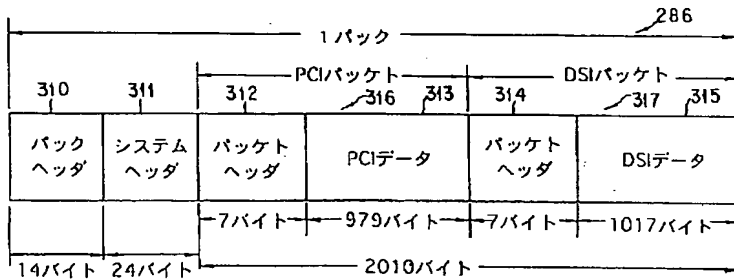 286
1パック
PCIパケット DSIパケット
310 311 312 316 313 314 317 315
パック
ヘッダ
システム
ヘッダ
パケット
ヘッダ
PCIデータ
パケット
ヘッダ
DSIデータ
7バイト 979バイト 7バイト 1017バイト
14バイト 24バイト 2010バイト